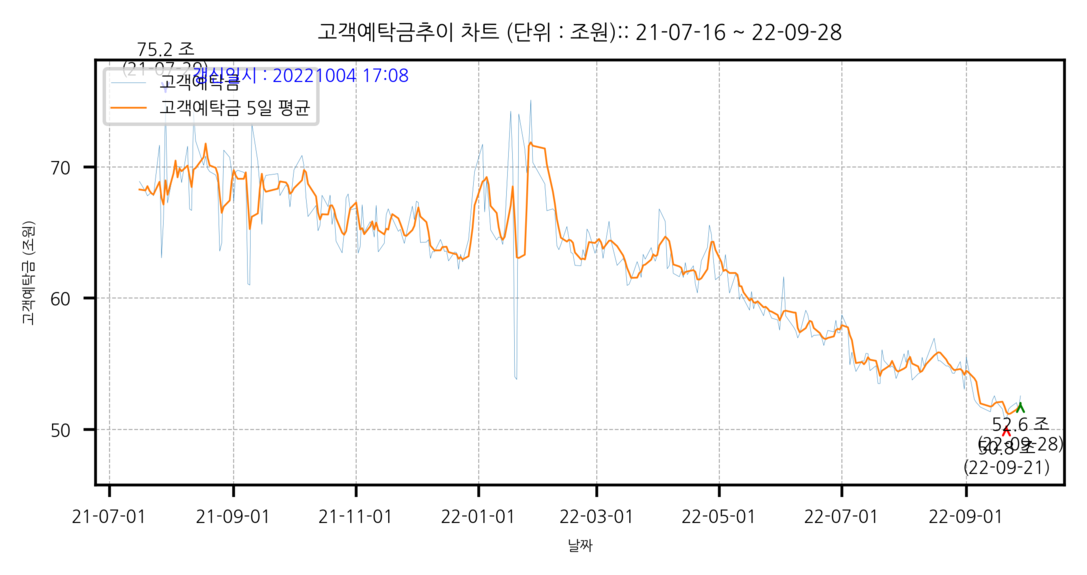 고객예탁금추이 차트 (단위 : 조원):: 21-07-16 ~ 22-09-28
75.2 조
(21-07-29)
갱신일시 : 20221004 17:08
고객예탁금
고객예탁금 5일 평균
고객예탁금 (조원)
70
60
50
52.6 조
(22-09-28)
50.8 조
(22-09-21)
21-07-01 21-09-01 21-11-01 22-01-01 22-03-01 22-05-01 22-07-01 22-09-01
날짜